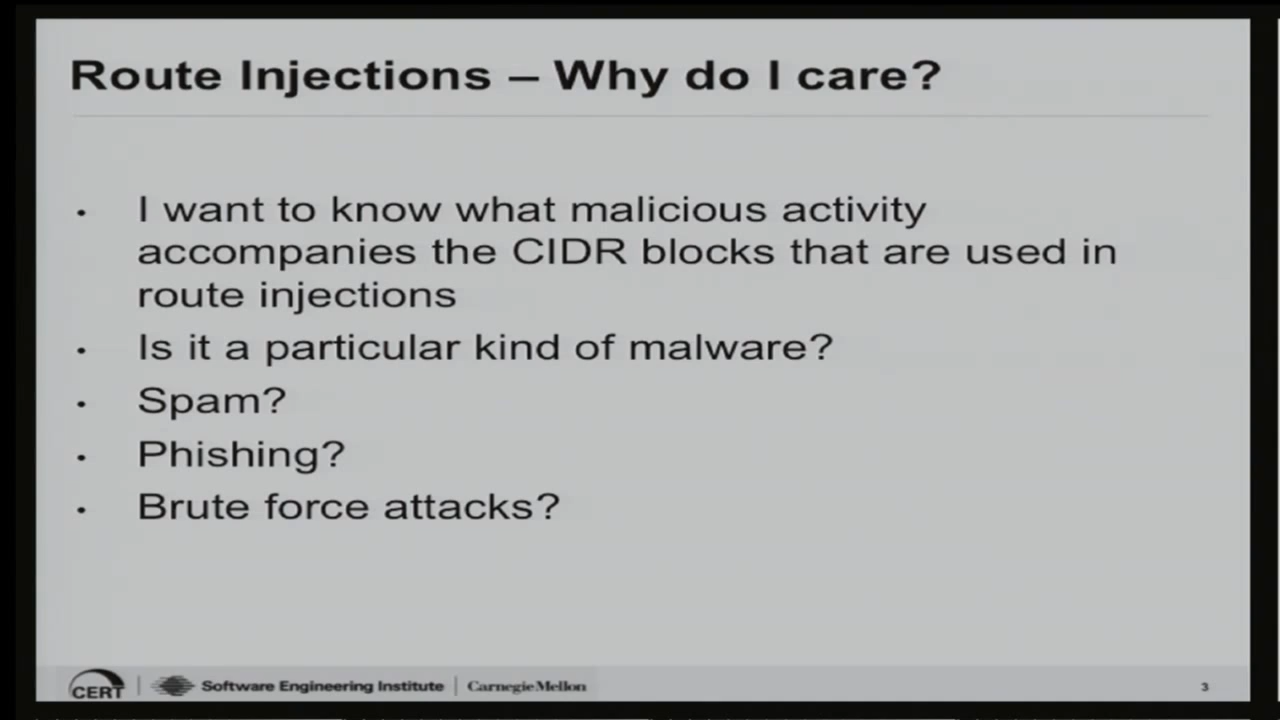 Route Injections – Why do I care?
• I want to know what malicious activity
accompanies the CIDR blocks that are used in
route injections
• Is it a particular kind of malware?
• Spam?
• Phishing?
• Brute force attacks?
CERT | Software Engineering Institute | Carnegie Mellon
3